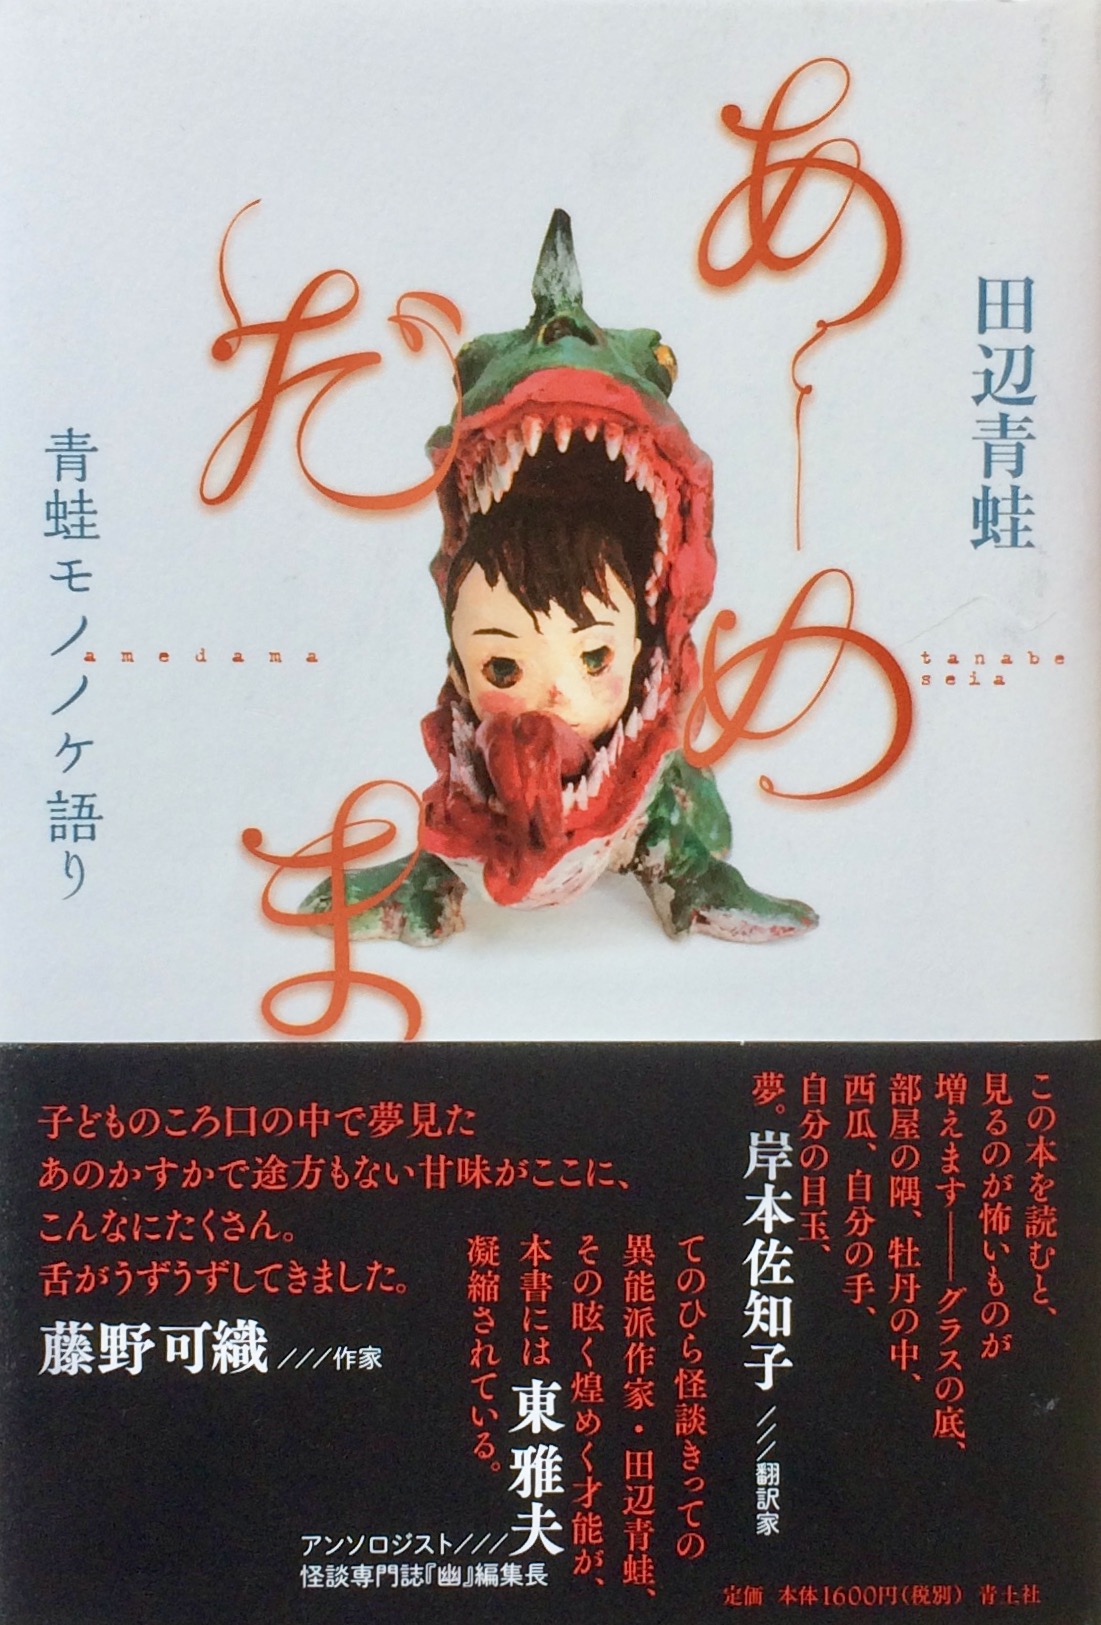 田辺青蛙
tanabe
seia
あめ
だま
amedama
青蛙モノノケ語り
この本を読むと、
見るのが怖いものが
増えます――グラスの底、
部屋の隅、牡丹の中、
西瓜、自分の手、
自分の目玉、
夢。
岸本佐知子///翻訳家
てのひら怪談きっての
異能派作家・田辺青蛙、
その眩く煌めく才能が、
本書には
凝縮されている。
東雅夫
アンソロジスト///
怪談専門誌『幽』編集長
子どものころ口の中で夢見た
あのかすかで途方もない甘味がここに、
こんなにたくさん。
舌がうずうずしてきました。
藤野可織///作家
定価 本体1600円(税別) 青土社